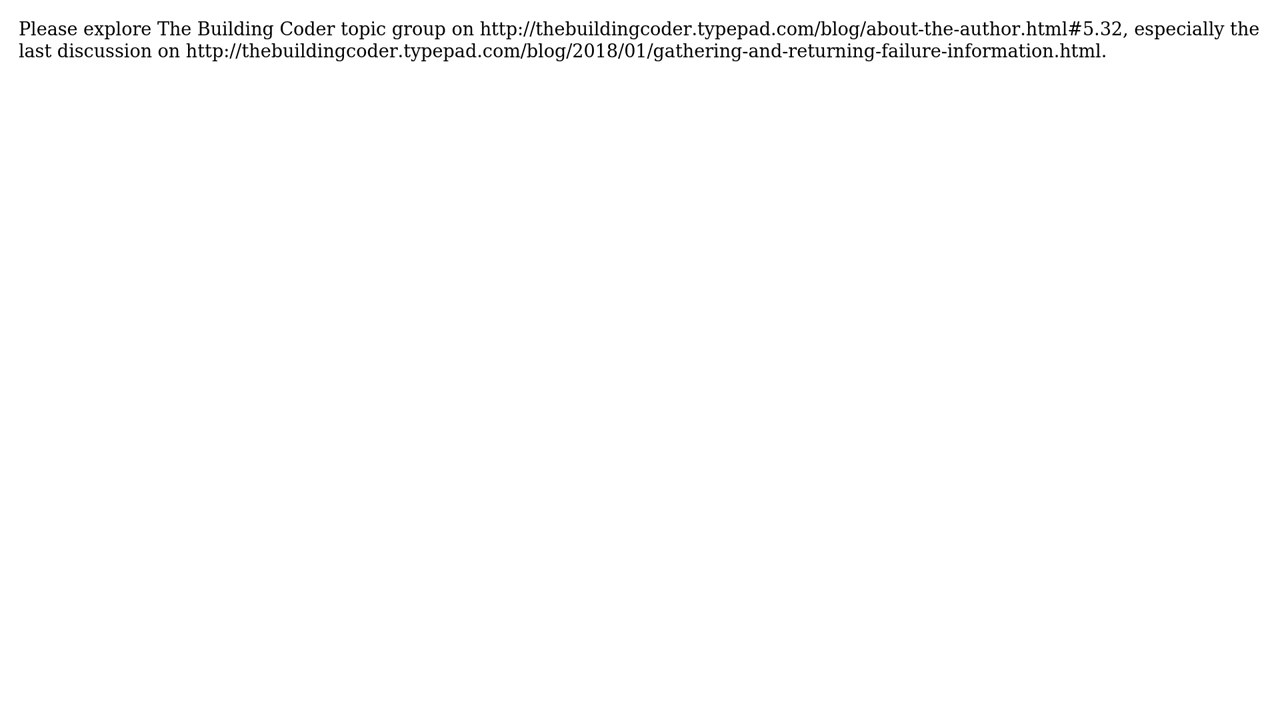 Please explore The Building Coder topic group on http://thebuildingcoder.typepad.com/blog/about-the-author.html#5.32, especially the
last discussion on http://thebuildingcoder.typepad.com/blog/2018/01/gathering-and-returning-failure-information.html.